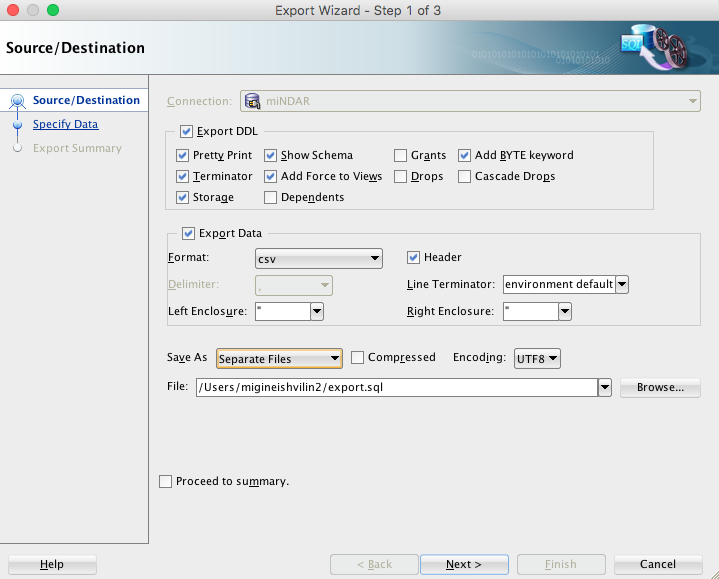 Export Wizard - Step 1 of 3
Source/Destination
SQL
Source/Destination
Specify Data
Export Summary
Connection: miNDAR
Export DDL
Pretty Print Show Schema Grants Add BYTE keyword
Terminator Add Force to Views Drops Cascade Drops
Storage Dependents
Export Data
Format: csv Header
Delimiter: , Line Terminator: environment default
Left Enclosure: " Right Enclosure: "
Save As Separate Files Compressed Encoding: UTF8
File: /Users/migineishvilin2/export.sql Browse...
Proceed to summary.
Help < Back Next > Finish Cancel